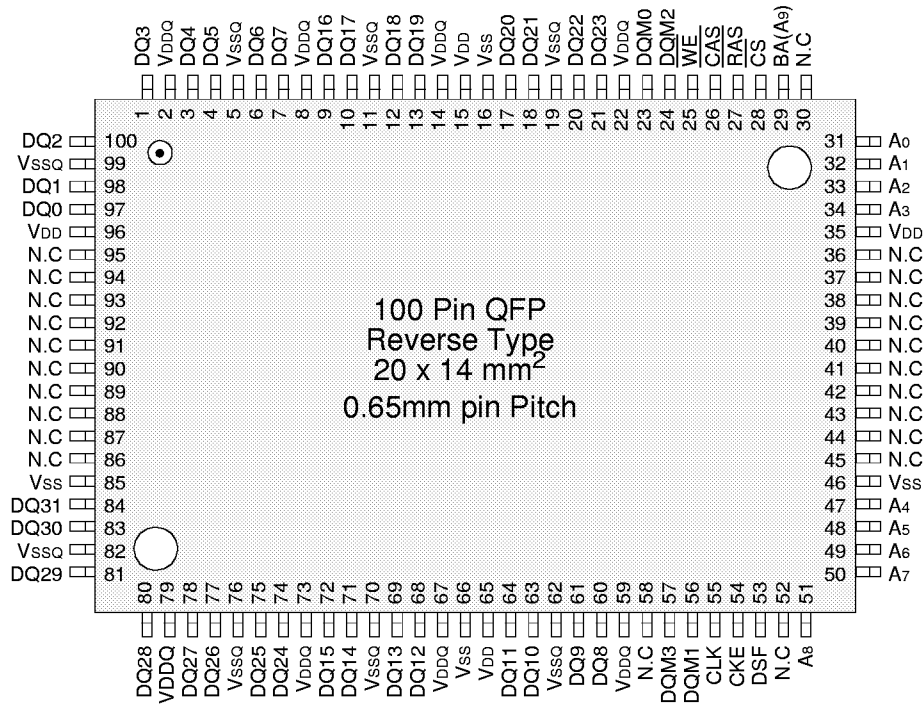 DQ3
VDDQ
DQ4
DQ5
VSSQ
DQ6
DQ7
VDDQ
DQ16
DQ17
VSSQ
DQ18
DQ19
VDDQ
VDD
VSS
DQ20
DQ21
VSSQ
DQ22
DQ23
VDDQ
DQM0
DQM2
WE
CAS
RAS
CS
BA(A9)
N.C
1
2
3
4
5
6
7
8
9
10
11
12
13
14
15
16
17
18
19
20
21
22
23
24
25
26
27
28
29
30
DQ2 100
VSSQ 99
DQ1 98
DQ0 97
VDD 96
N.C 95
N.C 94
N.C 93
N.C 92
N.C 91
N.C 90
N.C 89
N.C 88
N.C 87
N.C 86
VSS 85
DQ31 84
DQ30 83
VSSQ 82
DQ29 81
100 Pin QFP
Reverse Type
20 x 14 mm2
0.65mm pin Pitch
31 A0
32 A1
33 A2
34 A3
35 VDD
36 N.C
37 N.C
38 N.C
39 N.C
40 N.C
41 N.C
42 N.C
43 N.C
44 N.C
45 N.C
46 VSS
47 A4
48 A5
49 A6
50 A7
80
79
78
77
76
75
74
73
72
71
70
69
68
67
66
65
64
63
62
61
60
59
58
57
56
55
54
53
52
51
DQ28
VDDQ
DQ27
DQ26
VSSQ
DQ25
DQ24
VDDQ
DQ15
DQ14
VSSQ
DQ13
DQ12
VDDQ
VSS
VDD
DQ11
DQ10
VSSQ
DQ9
DQ8
VDDQ
N.C
DQM3
DQM1
CLK
CKE
DSF
N.C
A8